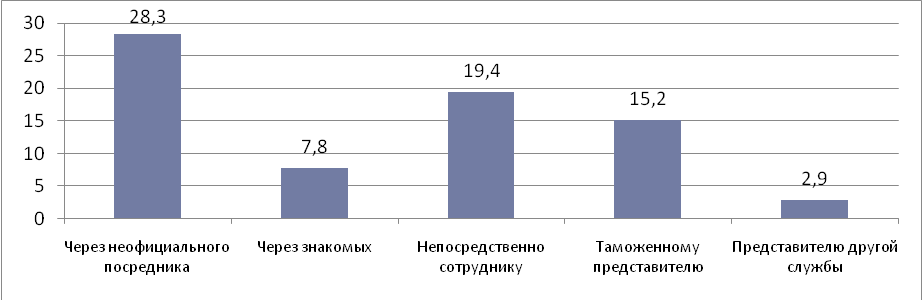 28,3
30
25
19,4
20
15,2
15
7,8
10
5
2,9
0
Через неофициального
посредника
Через знакомых
Непосредственно
сотруднику
Таможенному
представителю
Представителю другой
службы